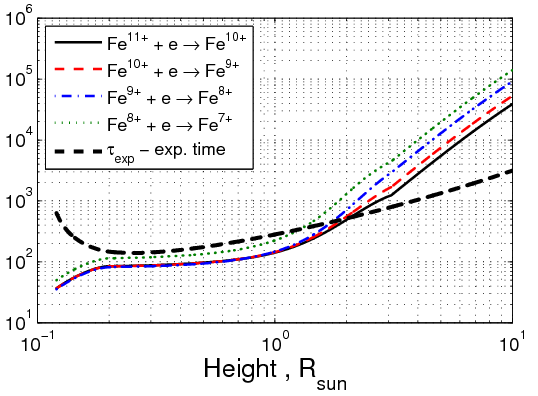 10^6
10^5
10^4
10^3
10^2
10^1
Fe^11+ + e → Fe^10+
Fe^10+ + e → Fe^9+
Fe^9+ + e → Fe^8+
Fe^8+ + e → Fe^7+
τ_exp − exp. time
10^−1 10^0 10^1
Height , R_sun